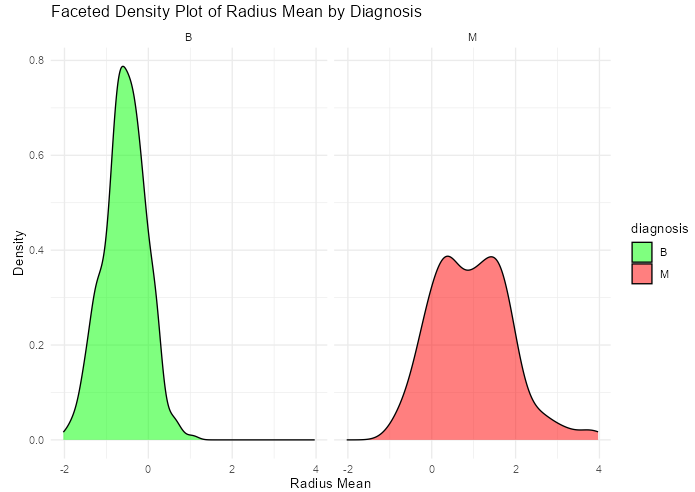 Faceted Density Plot of Radius Mean by Diagnosis
B
M
0.8
0.6
0.4
0.2
0.0
Density
-2
0
2
4
-2
0
2
4
Radius Mean
diagnosis
B
M